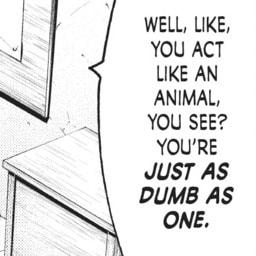 WELL, LIKE,
YOU ACT
LIKE AN
ANIMAL,
YOU SEE?
YOU'RE
JUST AS
DUMB AS
ONE.